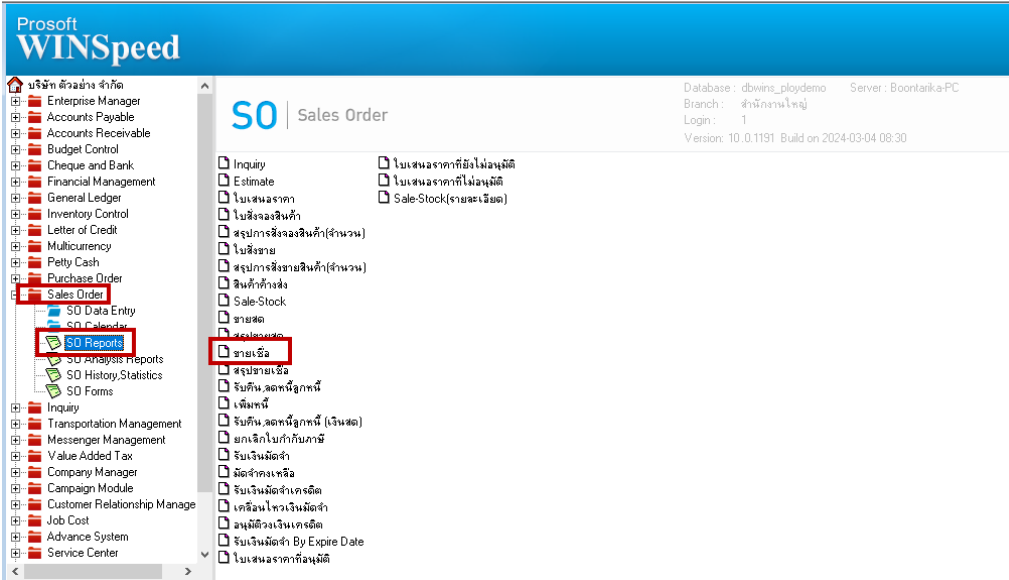 Prosoft
WINSpeed
บริษัท ตัวอย่าง จำกัด
Enterprise Manager
Accounts Payable
Accounts Receivable
Budget Control
Cheque and Bank
Financial Management
General Ledger
Inventory Control
Letter of Credit
Multicurrency
Petty Cash
Purchase Order
Sales Order
SO Data Entry
SO Calendar
SO Reports
SO Analysis Reports
SO History,Statistics
SO Forms
Inquiry
Transportation Management
Messenger Management
Value Added Tax
Company Manager
Campaign Module
Customer Relationship Manage
Job Cost
Advance System
Service Center
SO Sales Order
Database : dbwins_ploydemo Server : Boontarika-PC
Branch : สำนักงานใหญ่
Login : 1
Version: 10.0.1191 Build on 2024-03-04 08:30
Inquiry
Estimate
ใบเสนอราคา
ใบสั่งจองสินค้า
สรุปการสั่งจองสินค้า(จำนวน)
ใบสั่งขาย
สรุปการสั่งขายสินค้า(จำนวน)
สินค้าค้างส่ง
Sale-Stock
ขายสด
สรุปขายสด
ขายเชื่อ
สรุปขายเชื่อ
รับคืน,ลดหนี้ลูกหนี้
เพิ่มหนี้
รับคืน,ลดหนี้ลูกหนี้ (เงินสด)
ยกเลิกใบกำกับภาษี
รับเงินมัดจำ
มัดจำคงเหลือ
รับเงินมัดจำเครดิต
เคลื่อนไหวเงินมัดจำ
อนุมัติวงเงินเครดิต
รับเงินมัดจำ By Expire Date
ใบเสนอราคาที่อนุมัติ
ใบเสนอราคาที่ยังไม่อนุมัติ
ใบเสนอราคาที่ไม่อนุมัติ
Sale-Stock(รายละเอียด)